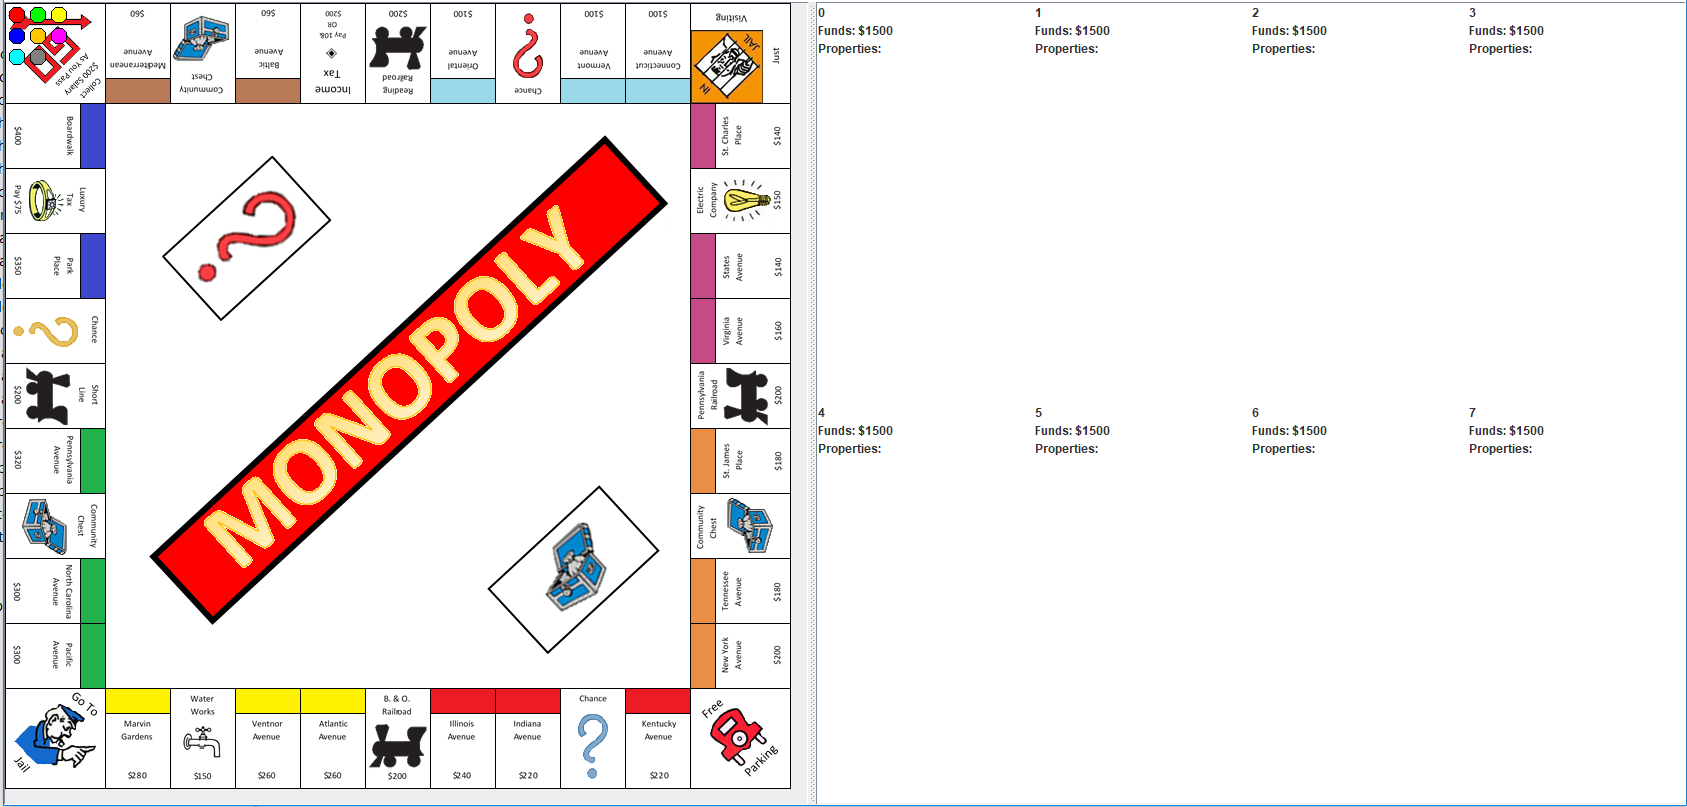 Collect
$200 Salary
As You Pass
$60
Mediterranean
Avenue
Community
Chest
$60
Baltic
Avenue
Income
Tax
Pay 10%
OR
$200
Reading
Railroad
$200
Oriental
Avenue
$100
Chance
Vermont
Avenue
$100
Connecticut
Avenue
$100
Just
Visiting
IN
JAIL
St. Charles
Place
$140
Electric
Company
$150
States
Avenue
$140
Virginia
Avenue
$160
Pennsylvania
Railroad
$200
St. James
Place
$180
Community
Chest
Tennessee
Avenue
$180
New York
Avenue
$200
Free
Parking
Kentucky
Avenue
$220
Chance
Indiana
Avenue
$220
Illinois
Avenue
$240
B. & O.
Railroad
$200
Atlantic
Avenue
$260
Ventnor
Avenue
$260
Water
Works
$150
Marvin
Gardens
$280
Go To
Jail
Pacific
Avenue
$300
North Carolina
Avenue
$300
Community
Chest
Pennsylvania
Avenue
$320
Short
Line
$200
Chance
Park
Place
$350
Luxury
Tax
Pay $75
Boardwalk
$400
MONOPOLY
0
Funds: $1500
Properties:
1
Funds: $1500
Properties:
2
Funds: $1500
Properties:
3
Funds: $1500
Properties:
4
Funds: $1500
Properties:
5
Funds: $1500
Properties:
6
Funds: $1500
Properties:
7
Funds: $1500
Properties: